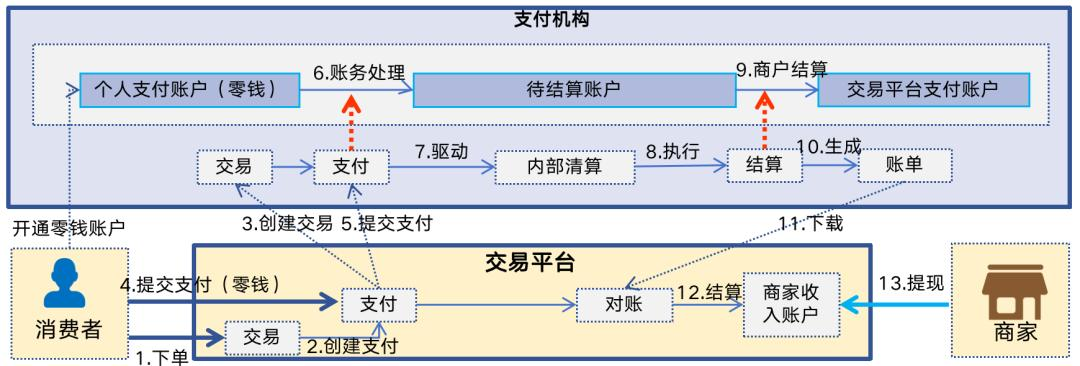 支付机构
6.账务处理
9.商户结算
个人支付账户（零钱）
待结算账户
交易平台支付账户
7.驱动
8.执行
10.生成
交易
支付
内部清算
结算
账单
开通零钱账户
3.创建交易
5.提交支付
11.下载
交易平台
4.提交支付（零钱）
消费者
支付
对账
12.结算
商家收
入账户
13.提现
商家
交易
2.创建支付
1.下单